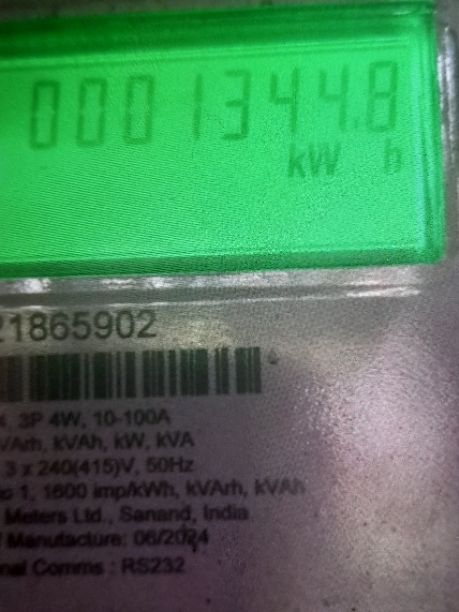 0001344.8
kW h
21865902
3P 4W, 10-100A
kVAh, kW, kVA
3 x 240(415)V, 50Hz
1, 1600 imp/kWh, kVArh, kVAh
Meters Ltd., Sanand, India
Manufacture: 06/2024
Comms : RS232